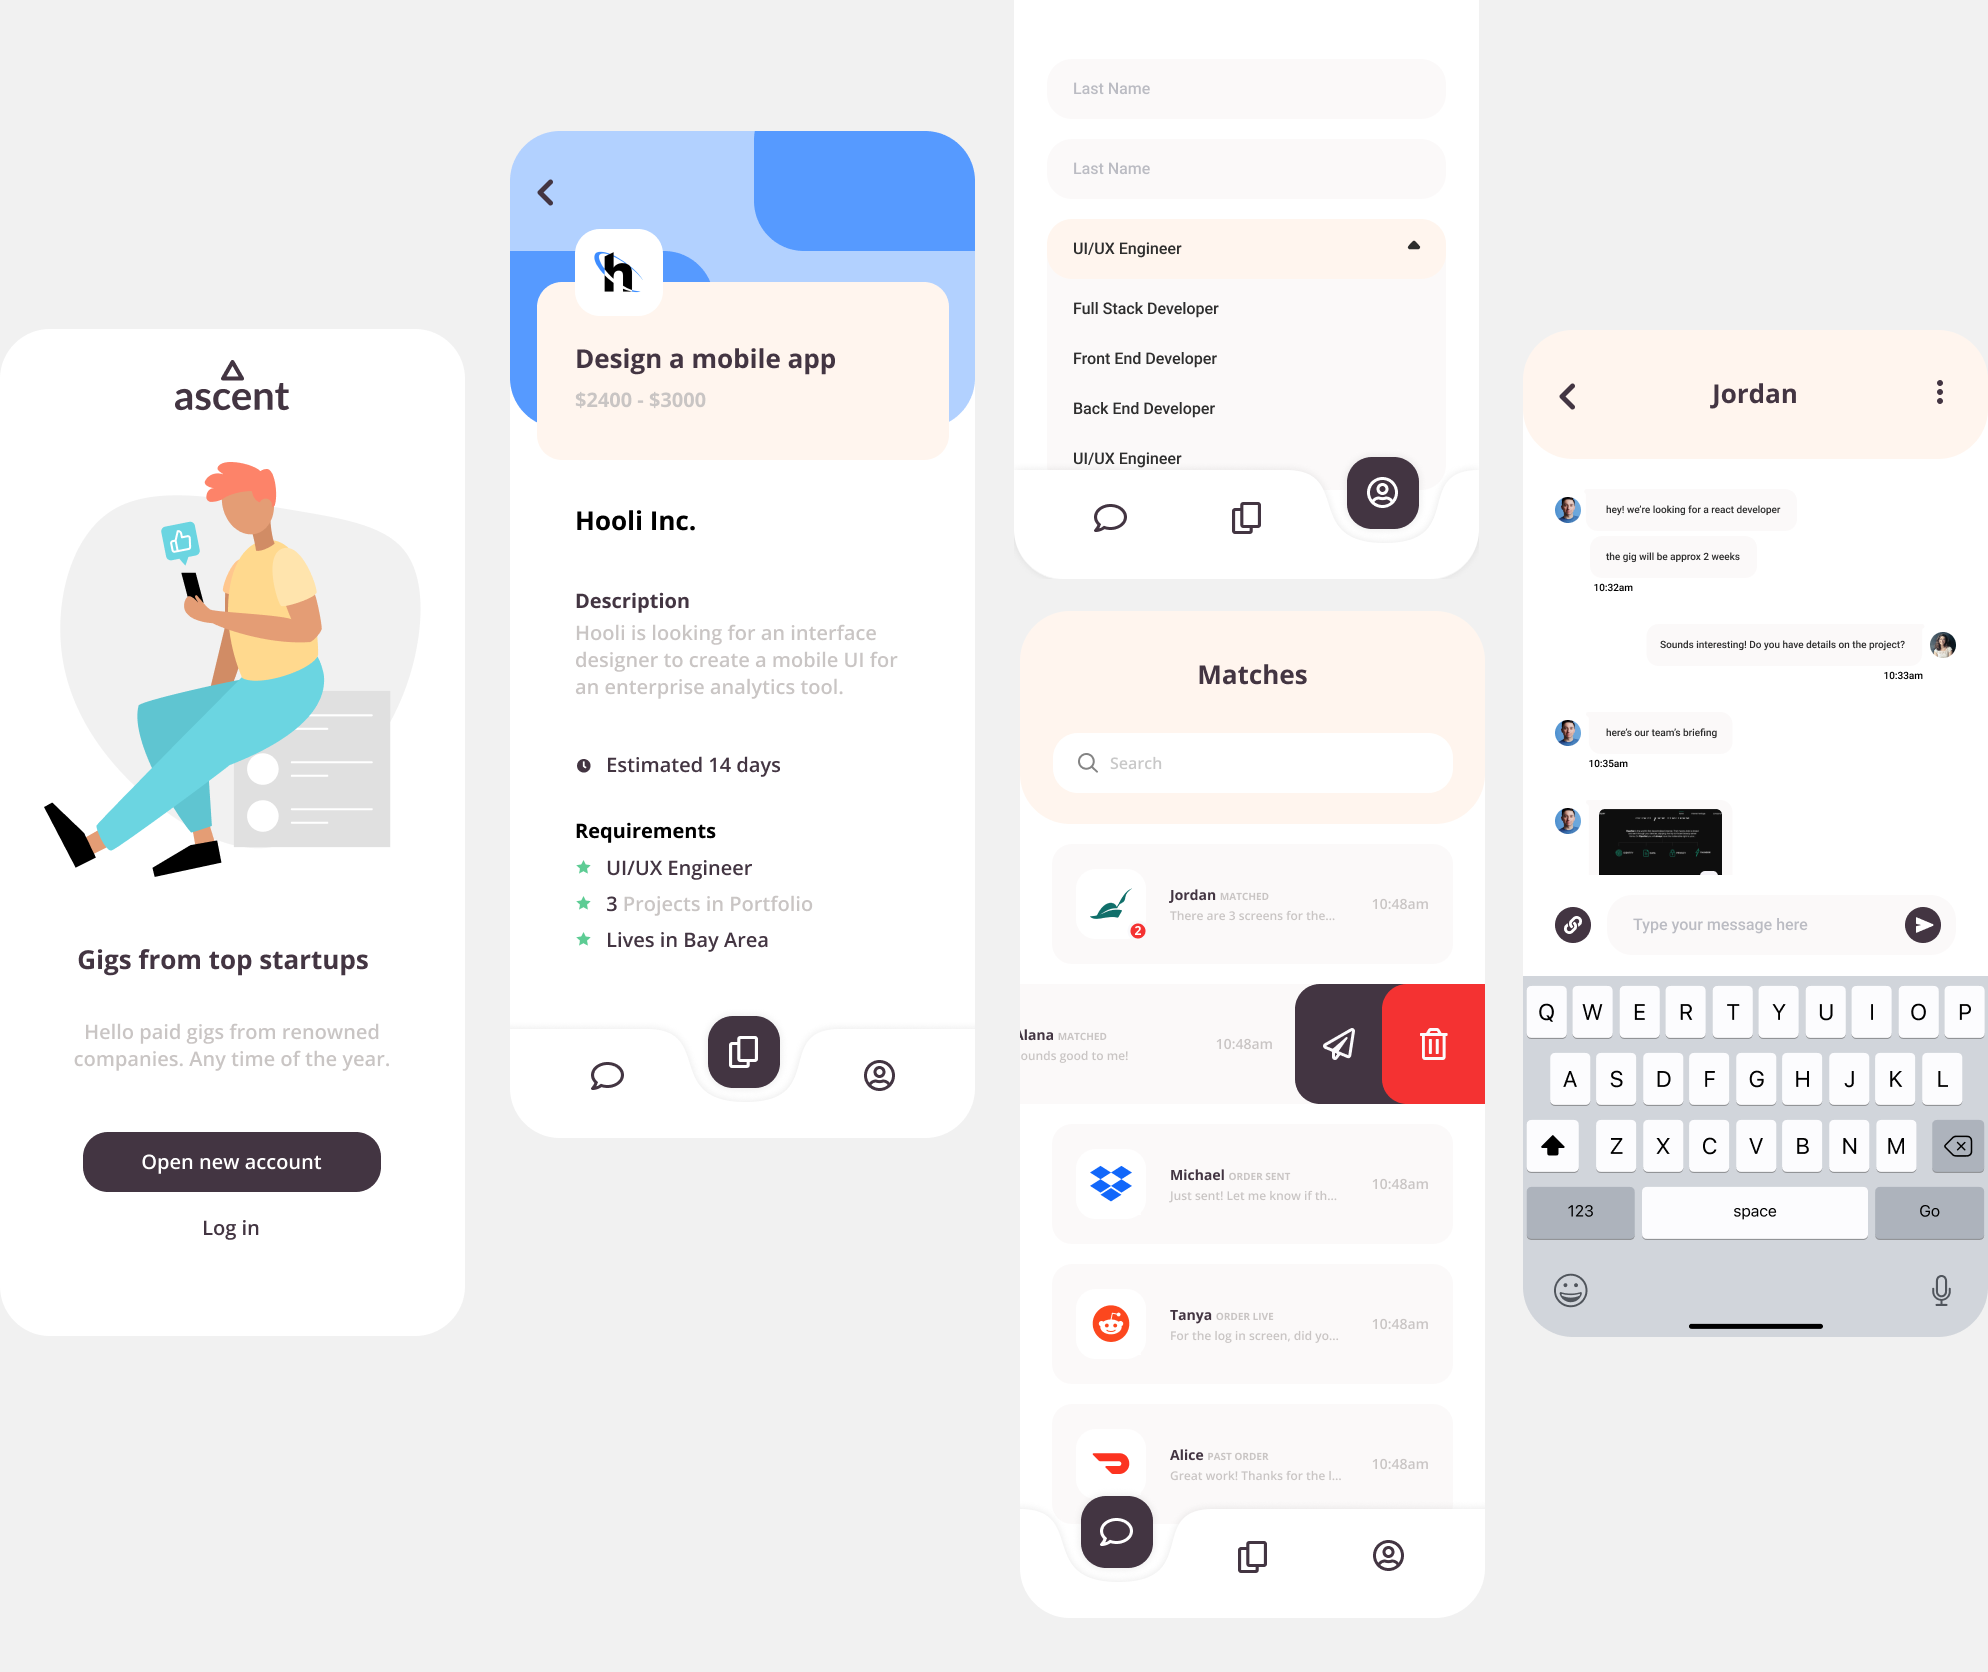 ascent
Gigs from top startups
Hello paid gigs from renowned
companies. Any time of the year.
Open new account
Log in
h
Design a mobile app
$2400 - $3000
Hooli Inc.
Description
Hooli is looking for an interface
designer to create a mobile UI for
an enterprise analytics tool.
Estimated 14 days
Requirements
UI/UX Engineer
3 Projects in Portfolio
Lives in Bay Area
Last Name
Last Name
UI/UX Engineer
Full Stack Developer
Front End Developer
Back End Developer
UI/UX Engineer
Matches
Search
Jordan MATCHED
There are 3 screens for the...
10:48am
2
Alana MATCHED
ounds good to me!
10:48am
Michael ORDER SENT
Just sent! Let me know if th...
10:48am
Tanya ORDER LIVE
For the log in screen, did yo...
10:48am
Alice PAST ORDER
Great work! Thanks for the l...
10:48am
Jordan
hey! we're looking for a react developer
the gig will be approx 2 weeks
10:32am
Sounds interesting! Do you have details on the project?
10:33am
here's our team's briefing
10:35am
Type your message here
Q W E R T Y U I O P
A S D F G H J K L
Z X C V B N M
123 space Go